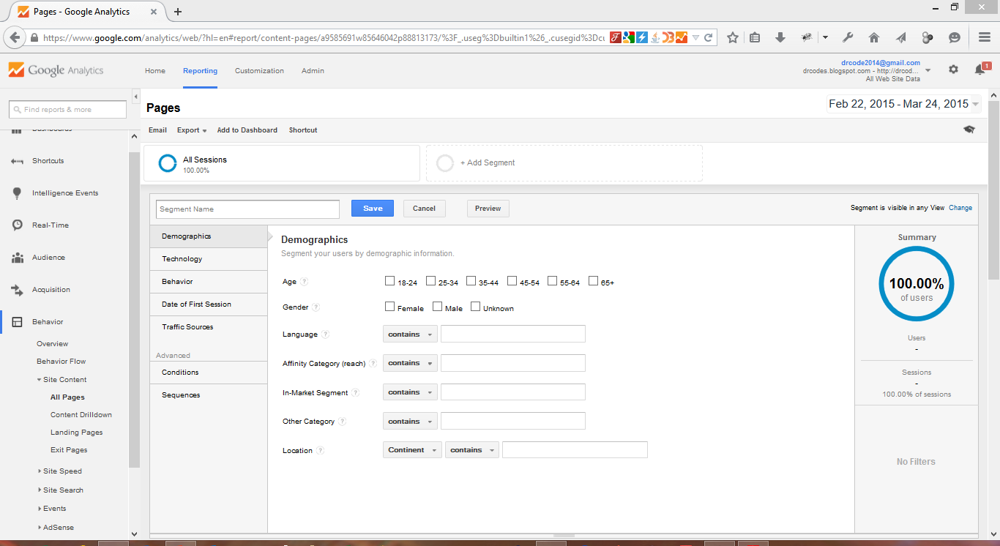 Pages - Google Analytics
https://www.google.com/analytics/web/?hl=en#report/content-pages/a9585691w85646042p88813173/%3F_.useg%3Dbuiltin1%26_.cusegid%3Dcu
Google Analytics
Home Reporting Customization Admin
drcode2014@gmail.com
drcodes.blogspot.com - http://drcod...
All Web Site Data
1
Find reports & more
Dashboards
Shortcuts
Intelligence Events
Real-Time
Audience
Acquisition
Behavior
Overview
Behavior Flow
Site Content
All Pages
Content Drilldown
Landing Pages
Exit Pages
Site Speed
Site Search
Events
AdSense
Pages
Feb 22, 2015 - Mar 24, 2015
Email Export Add to Dashboard Shortcut
All Sessions
100.00%
+ Add Segment
Segment Name
Save Cancel Preview
Segment is visible in any View Change
Demographics
Technology
Behavior
Date of First Session
Traffic Sources
Advanced
Conditions
Sequences
Demographics
Segment your users by demographic information.
Age ? 18-24 25-34 35-44 45-54 55-64 65+
Gender ? Female Male Unknown
Language ? contains
Affinity Category (reach) ? contains
In-Market Segment ? contains
Other Category ? contains
Location ? Continent contains
Summary
100.00%
of users
Users
-
Sessions
-
100.00% of sessions
No Filters